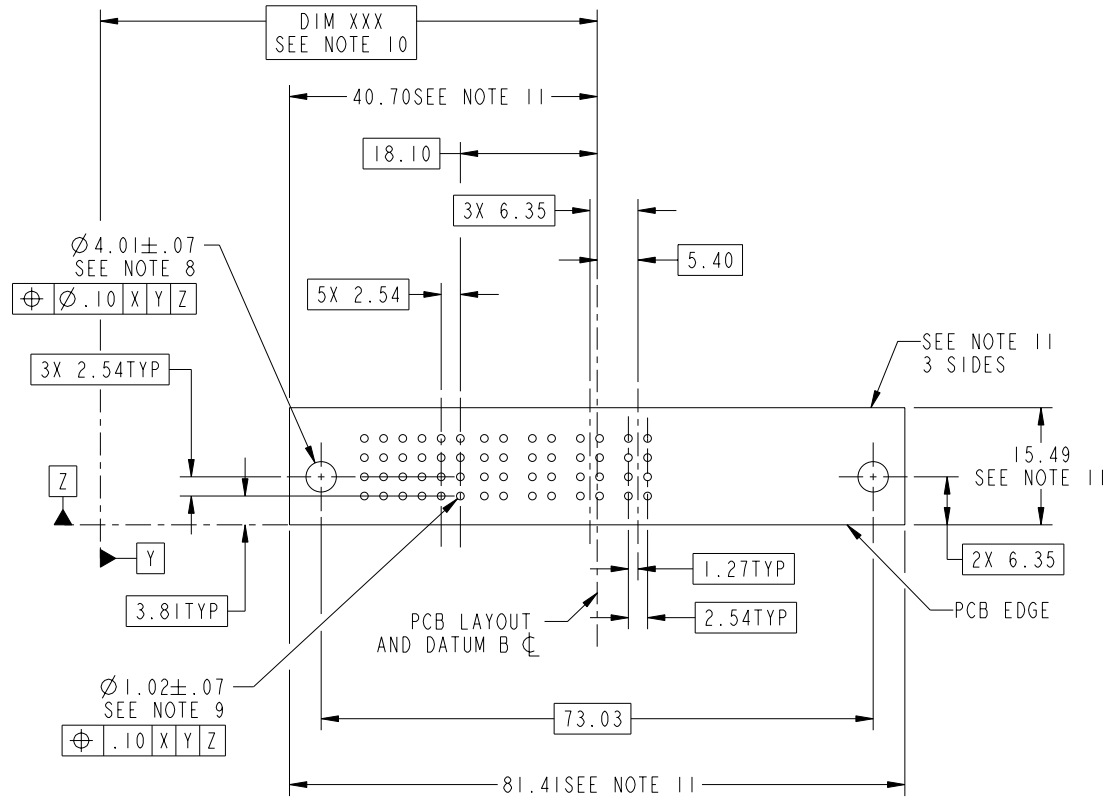 DIM XXX
SEE NOTE 10
40.70SEE NOTE 11
18.10
3X 6.35
Ø4.01±.07
SEE NOTE 8
⌖ Ø.10 X Y Z
5.40
5X 2.54
SEE NOTE 11
3 SIDES
3X 2.54TYP
15.49
SEE NOTE 11
Z
Y
1.27TYP
2X 6.35
3.81TYP
2.54TYP
PCB LAYOUT
AND DATUM B ℄
PCB EDGE
Ø1.02±.07
SEE NOTE 9
⌖ .10 X Y Z
73.03
81.41SEE NOTE 11